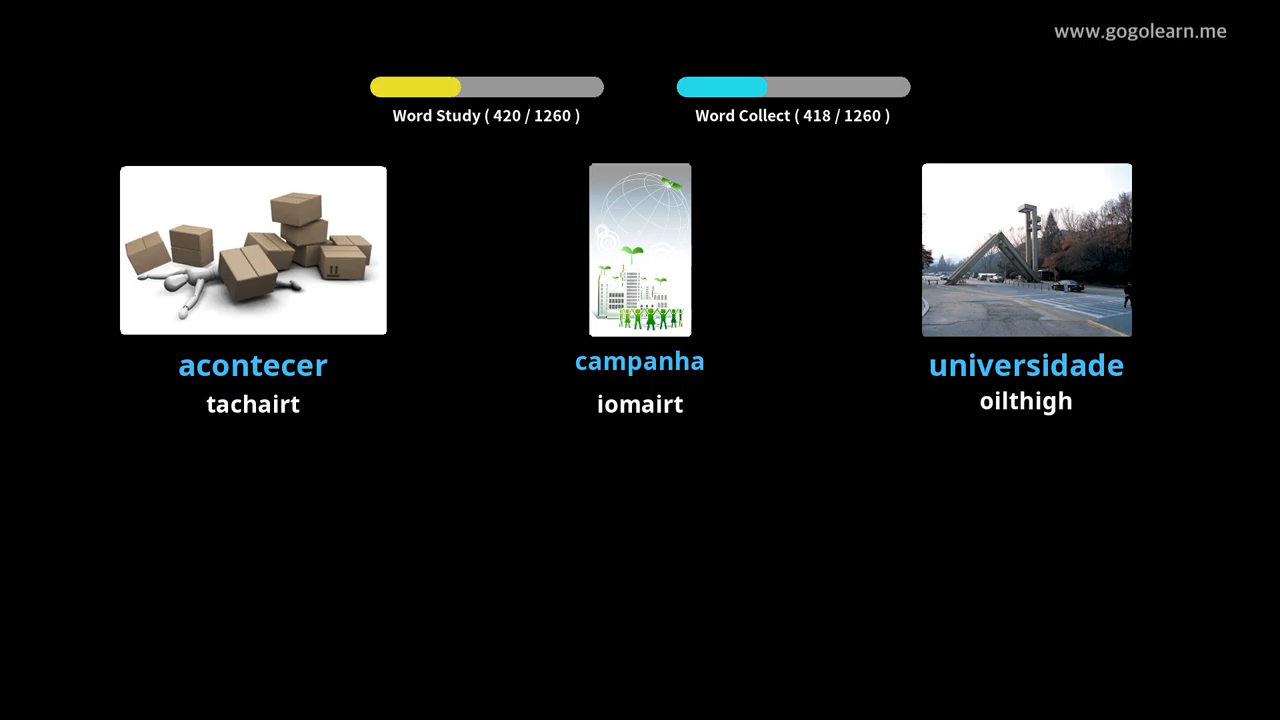 www.gogolearn.me
Word Study ( 420 / 1260 )
Word Collect ( 418 / 1260 )
acontecer
tachairt
campanha
iomairt
universidade
oilthigh